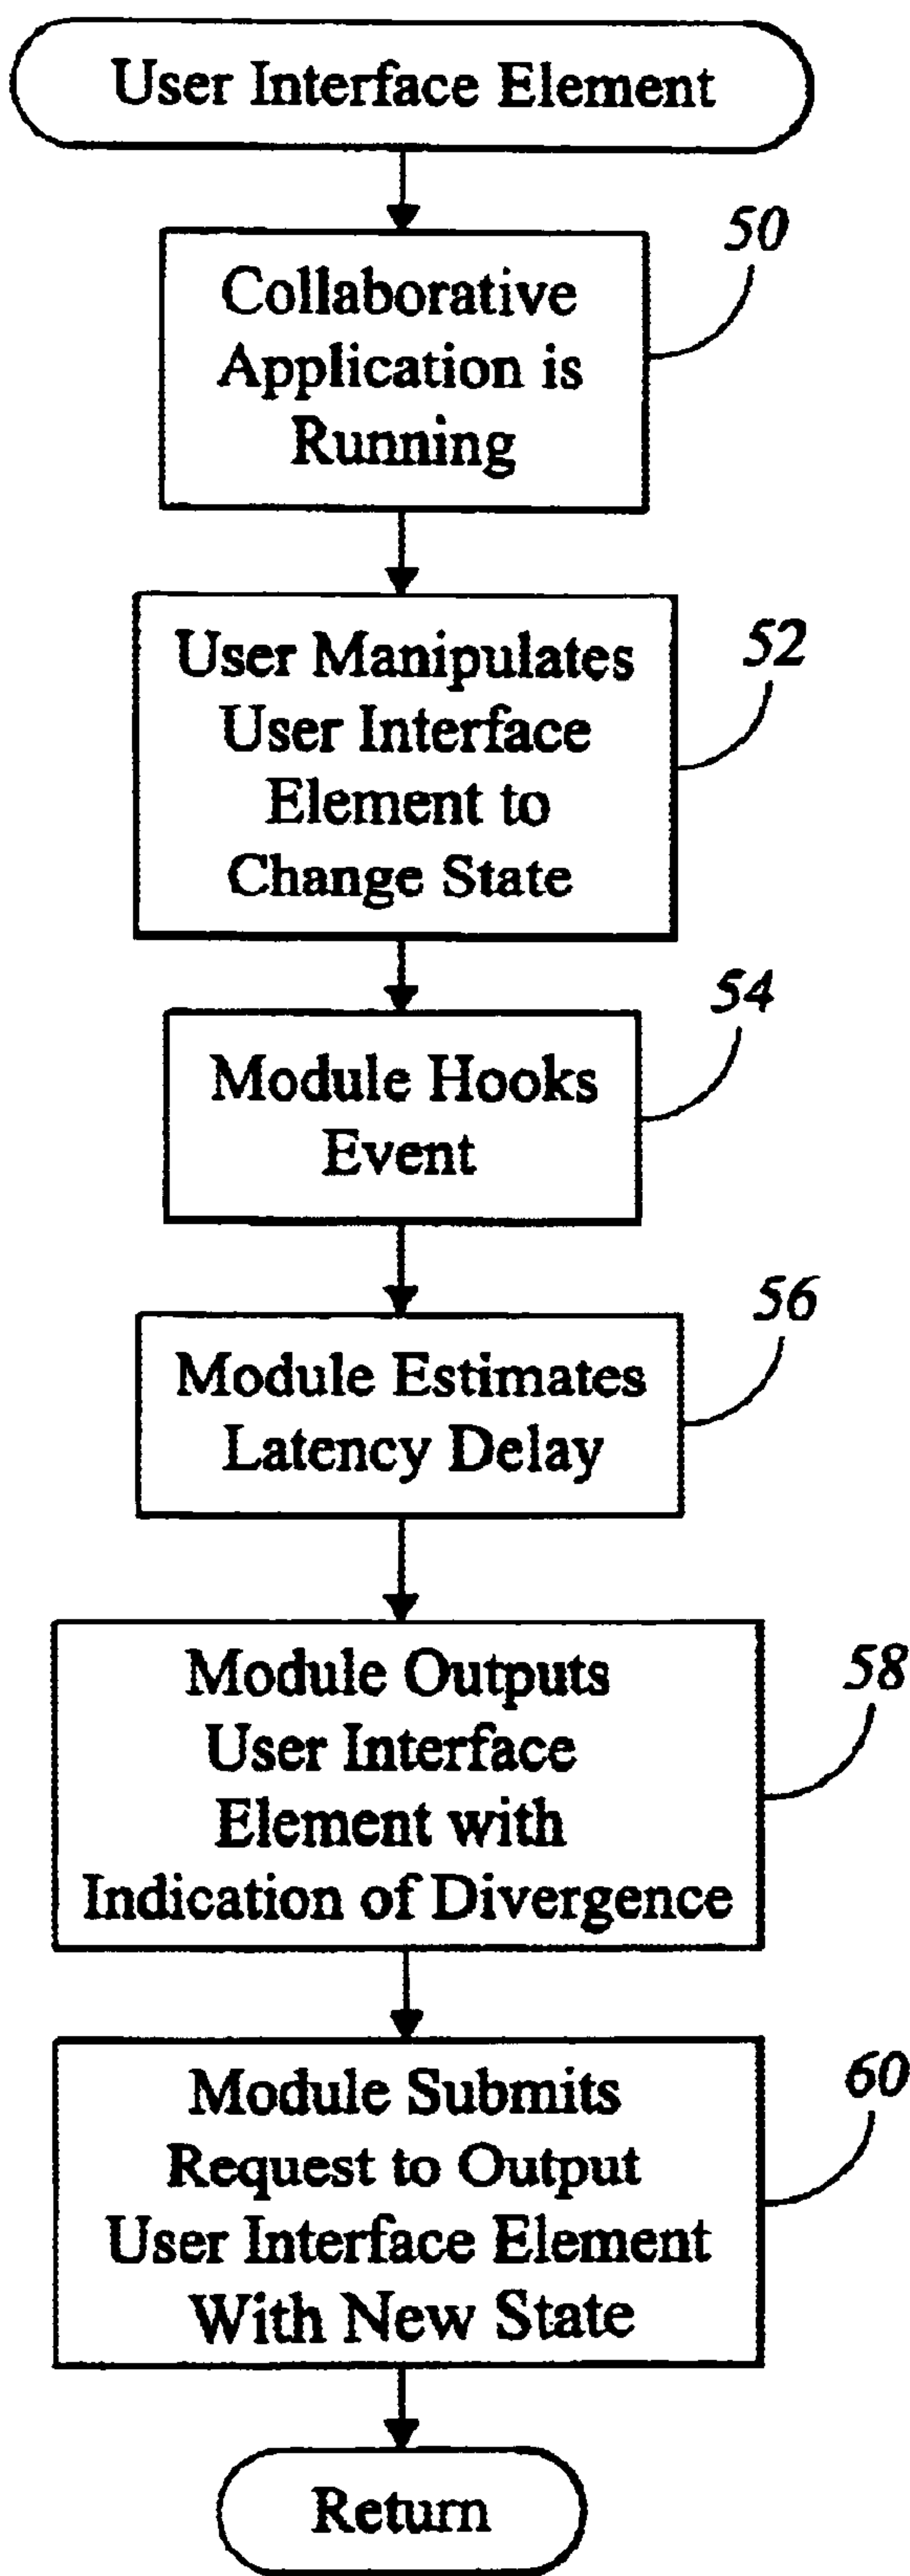 User Interface Element
50
Collaborative
Application is
Running
52
User Manipulates
User Interface
Element to
Change State
54
Module Hooks
Event
56
Module Estimates
Latency Delay
58
Module Outputs
User Interface
Element with
Indication of Divergence
60
Module Submits
Request to Output
User Interface Element
With New State
Return